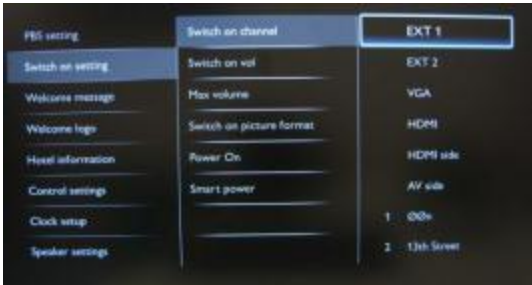 PBS setting
Switch on setting
Welcome message
Welcome logo
Hotel information
Control settings
Clock setup
Speaker settings
Switch on channel
Switch on vol
Max volume
Switch on picture format
Power On
Smart power
EXT 1
EXT 2
VGA
HDMI
HDMI side
AV side
1
2 13th Street